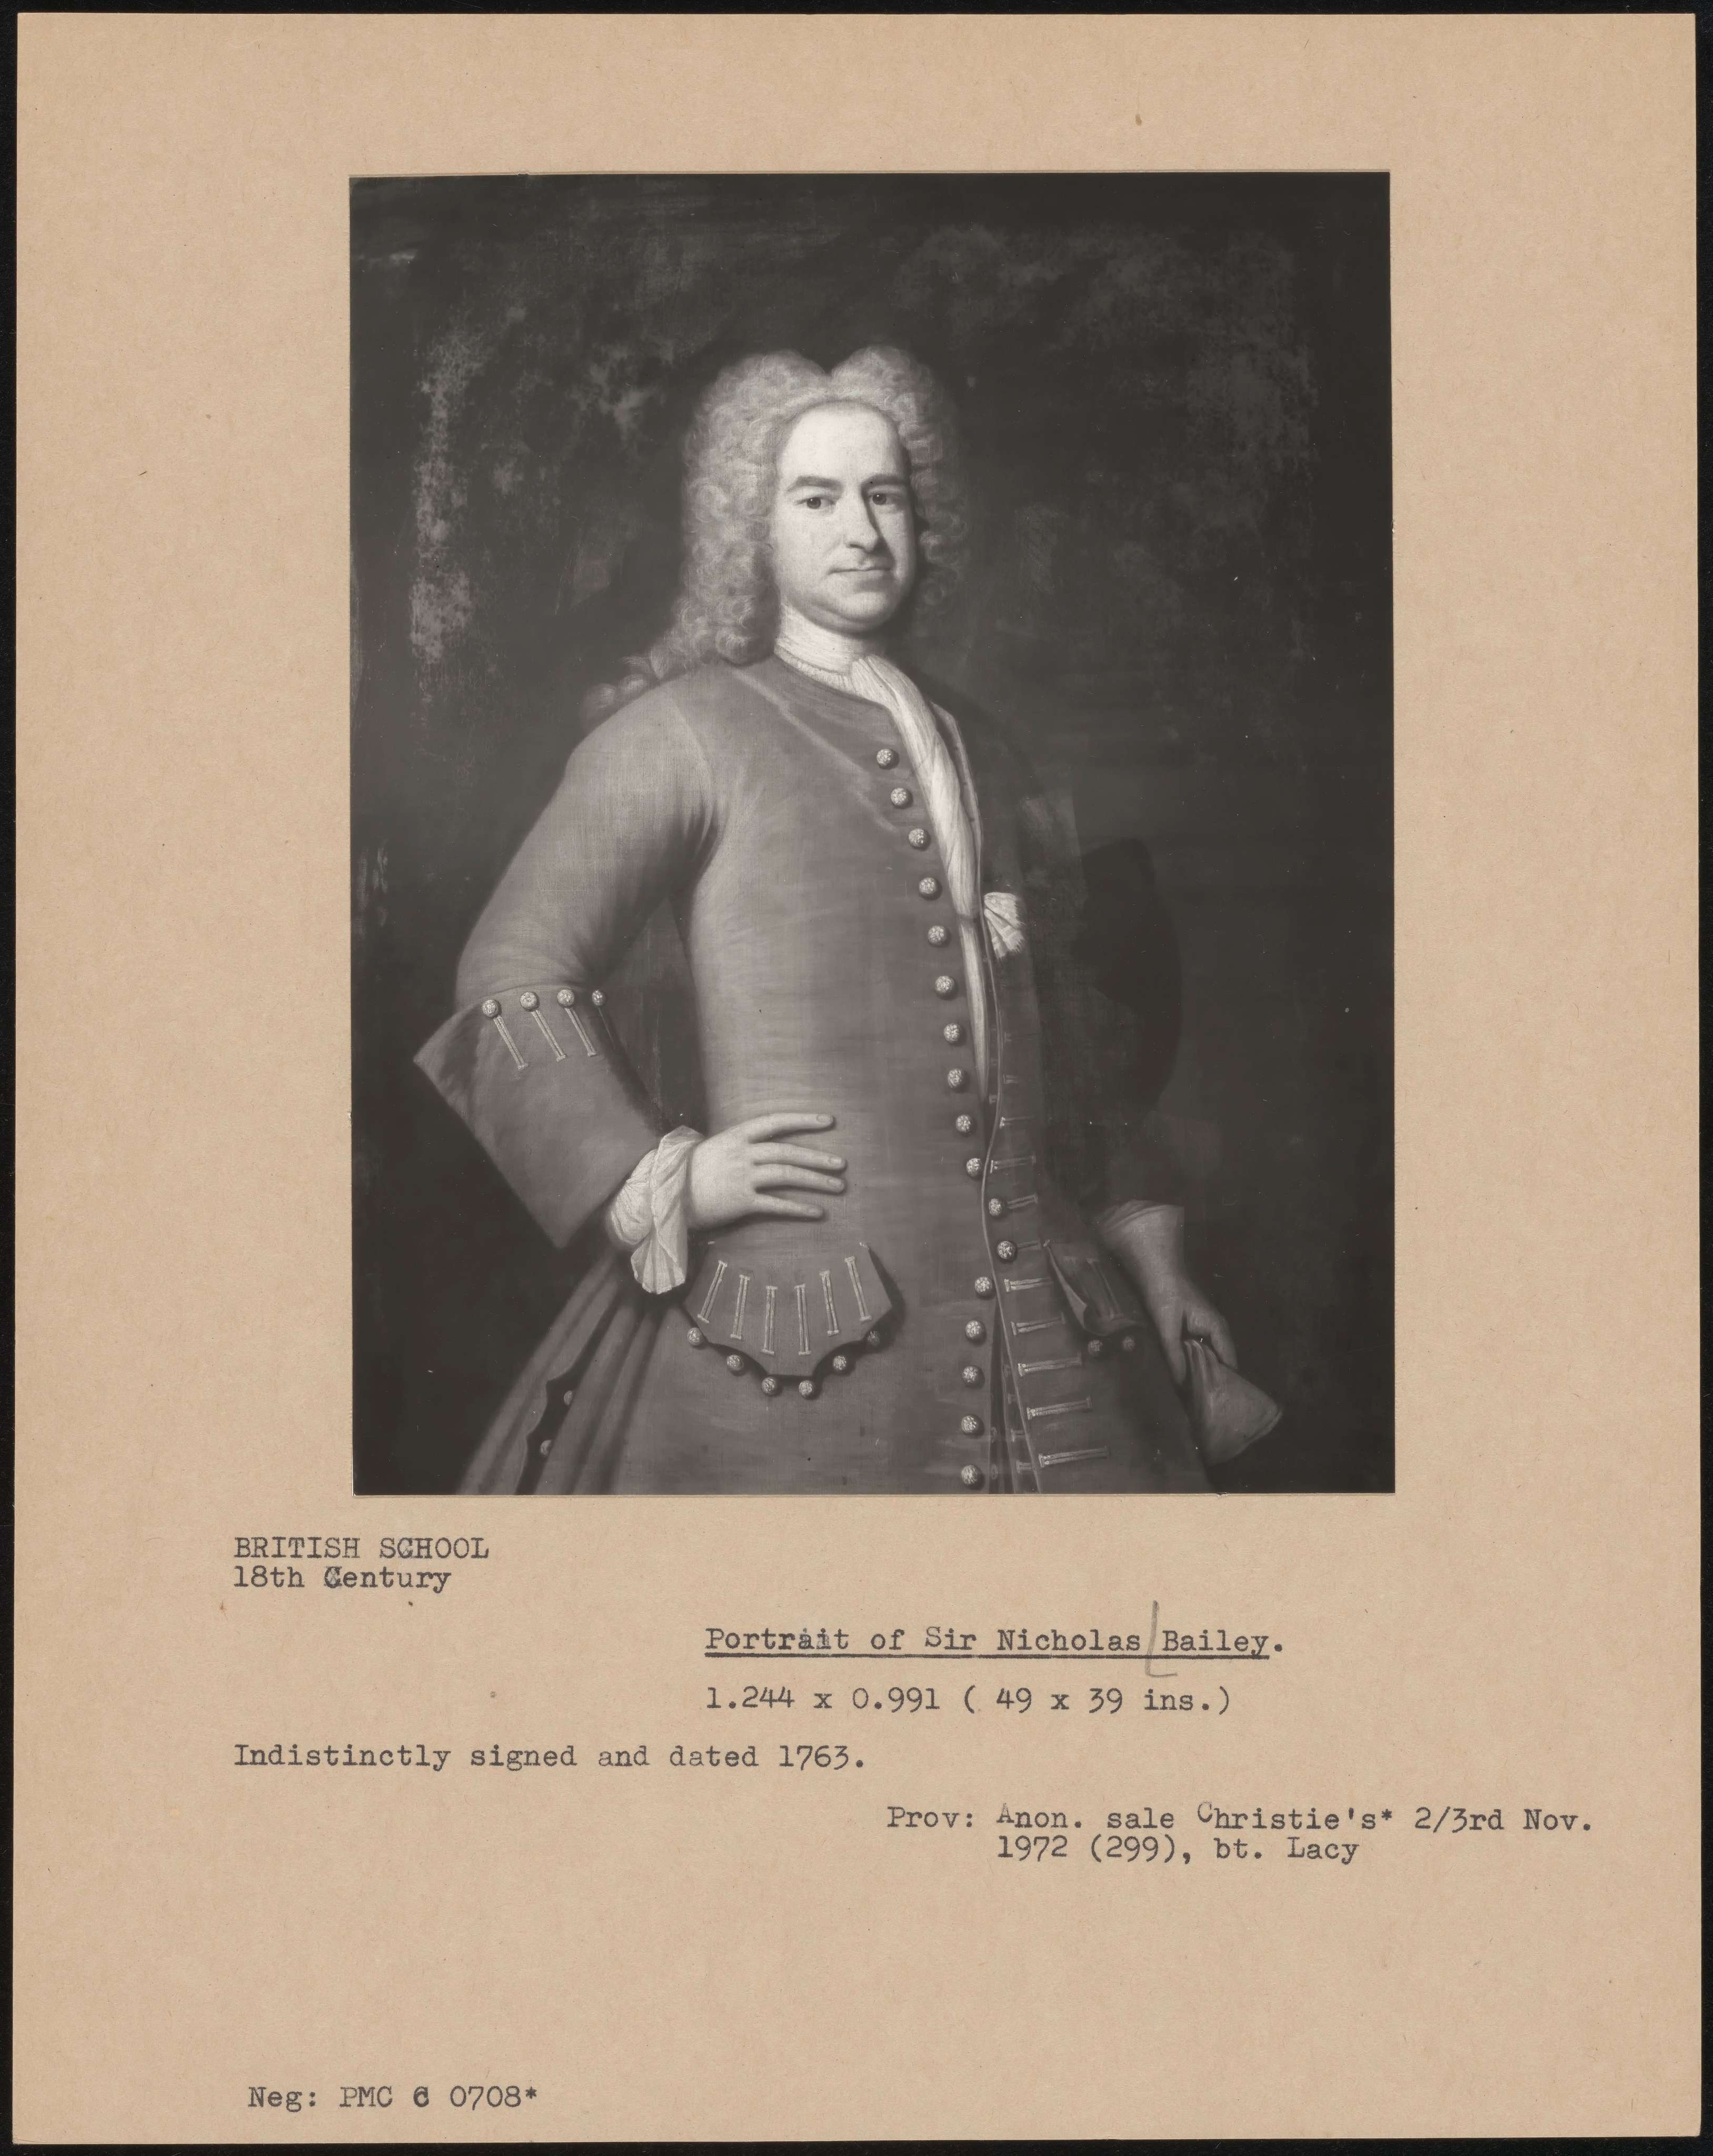 BRITISH SCHOOL
18th Century
Portrait of Sir Nicholas Bailey.
1.244 x 0.991 ( 49 x 39 ins.)
Indistinctly signed and dated 1763.
Prov: Anon. sale Christie's* 2/3rd Nov.
1972 (299), bt. Lacy
Neg: PMC C 0708*